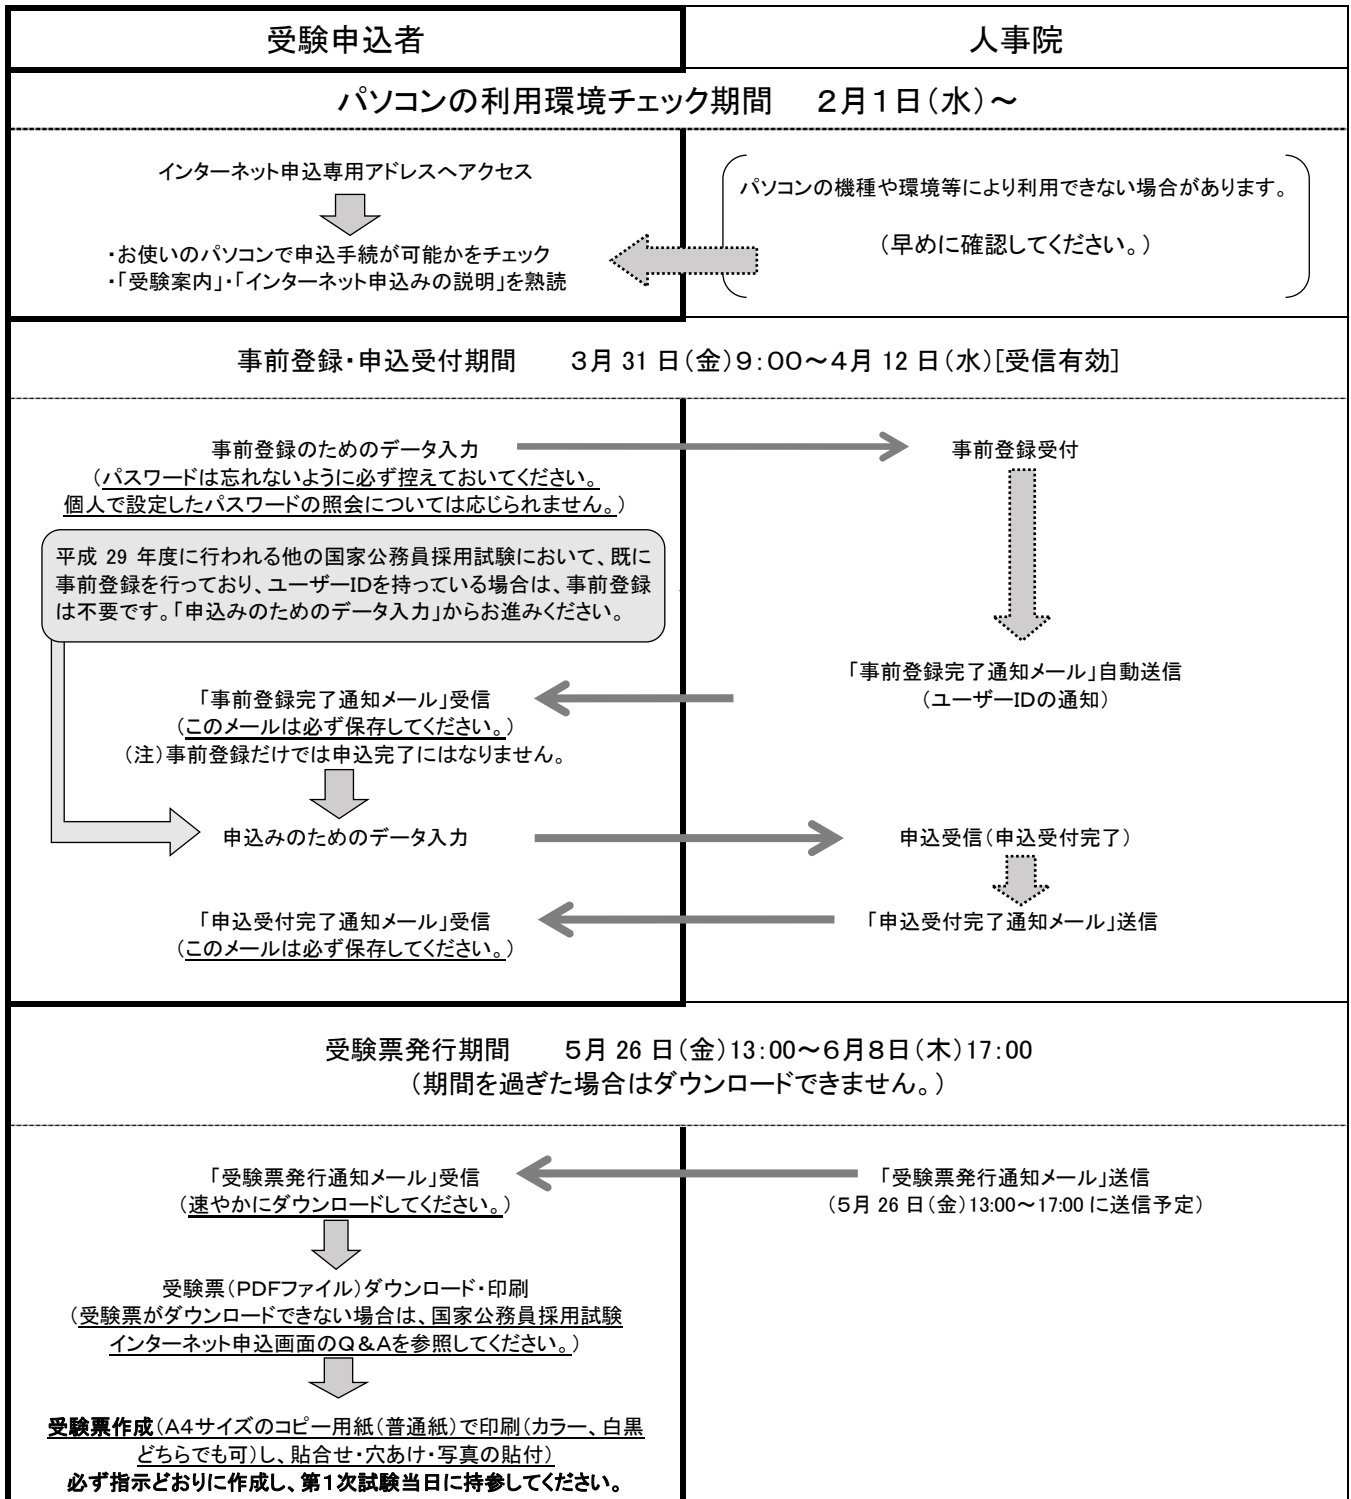 受験申込者
人事院
パソコンの利用環境チェック期間　２月１日（水）～
インターネット申込専用アドレスへアクセス
・お使いのパソコンで申込手続が可能かをチェック
・「受験案内」・「インターネット申込みの説明」を熟読
パソコンの機種や環境等により利用できない場合があります。
（早めに確認してください。）
事前登録・申込受付期間　　３月 31 日（金）９：００～４月 12 日（水）[受信有効]
事前登録のためのデータ入力
（パスワードは忘れないように必ず控えておいてください。
個人で設定したパスワードの照会については応じられません。）
事前登録受付
平成 29 年度に行われる他の国家公務員採用試験において、既に
事前登録を行っており、ユーザーＩＤを持っている場合は、事前登録
は不要です。「申込みのためのデータ入力」からお進みください。
「事前登録完了通知メール」自動送信
（ユーザーＩＤの通知）
「事前登録完了通知メール」受信
（このメールは必ず保存してください。）
（注）事前登録だけでは申込完了にはなりません。
申込みのためのデータ入力
申込受信（申込受付完了）
「申込受付完了通知メール」送信
「申込受付完了通知メール」受信
（このメールは必ず保存してください。）
受験票発行期間　　５月 26 日（金）13：00～６月８日（木）17：00
（期間を過ぎた場合はダウンロードできません。）
「受験票発行通知メール」受信
（速やかにダウンロードしてください。）
「受験票発行通知メール」送信
（５月 26 日（金）13:00～17:00 に送信予定）
受験票（ＰＤＦファイル）ダウンロード・印刷
（受験票がダウンロードできない場合は、国家公務員採用試験
インターネット申込画面のＱ＆Ａを参照してください。）
受験票作成（Ａ４サイズのコピー用紙（普通紙）で印刷（カラー、白黒
どちらでも可）し、貼合せ・穴あけ・写真の貼付）
必ず指示どおりに作成し、第１次試験当日に持参してください。